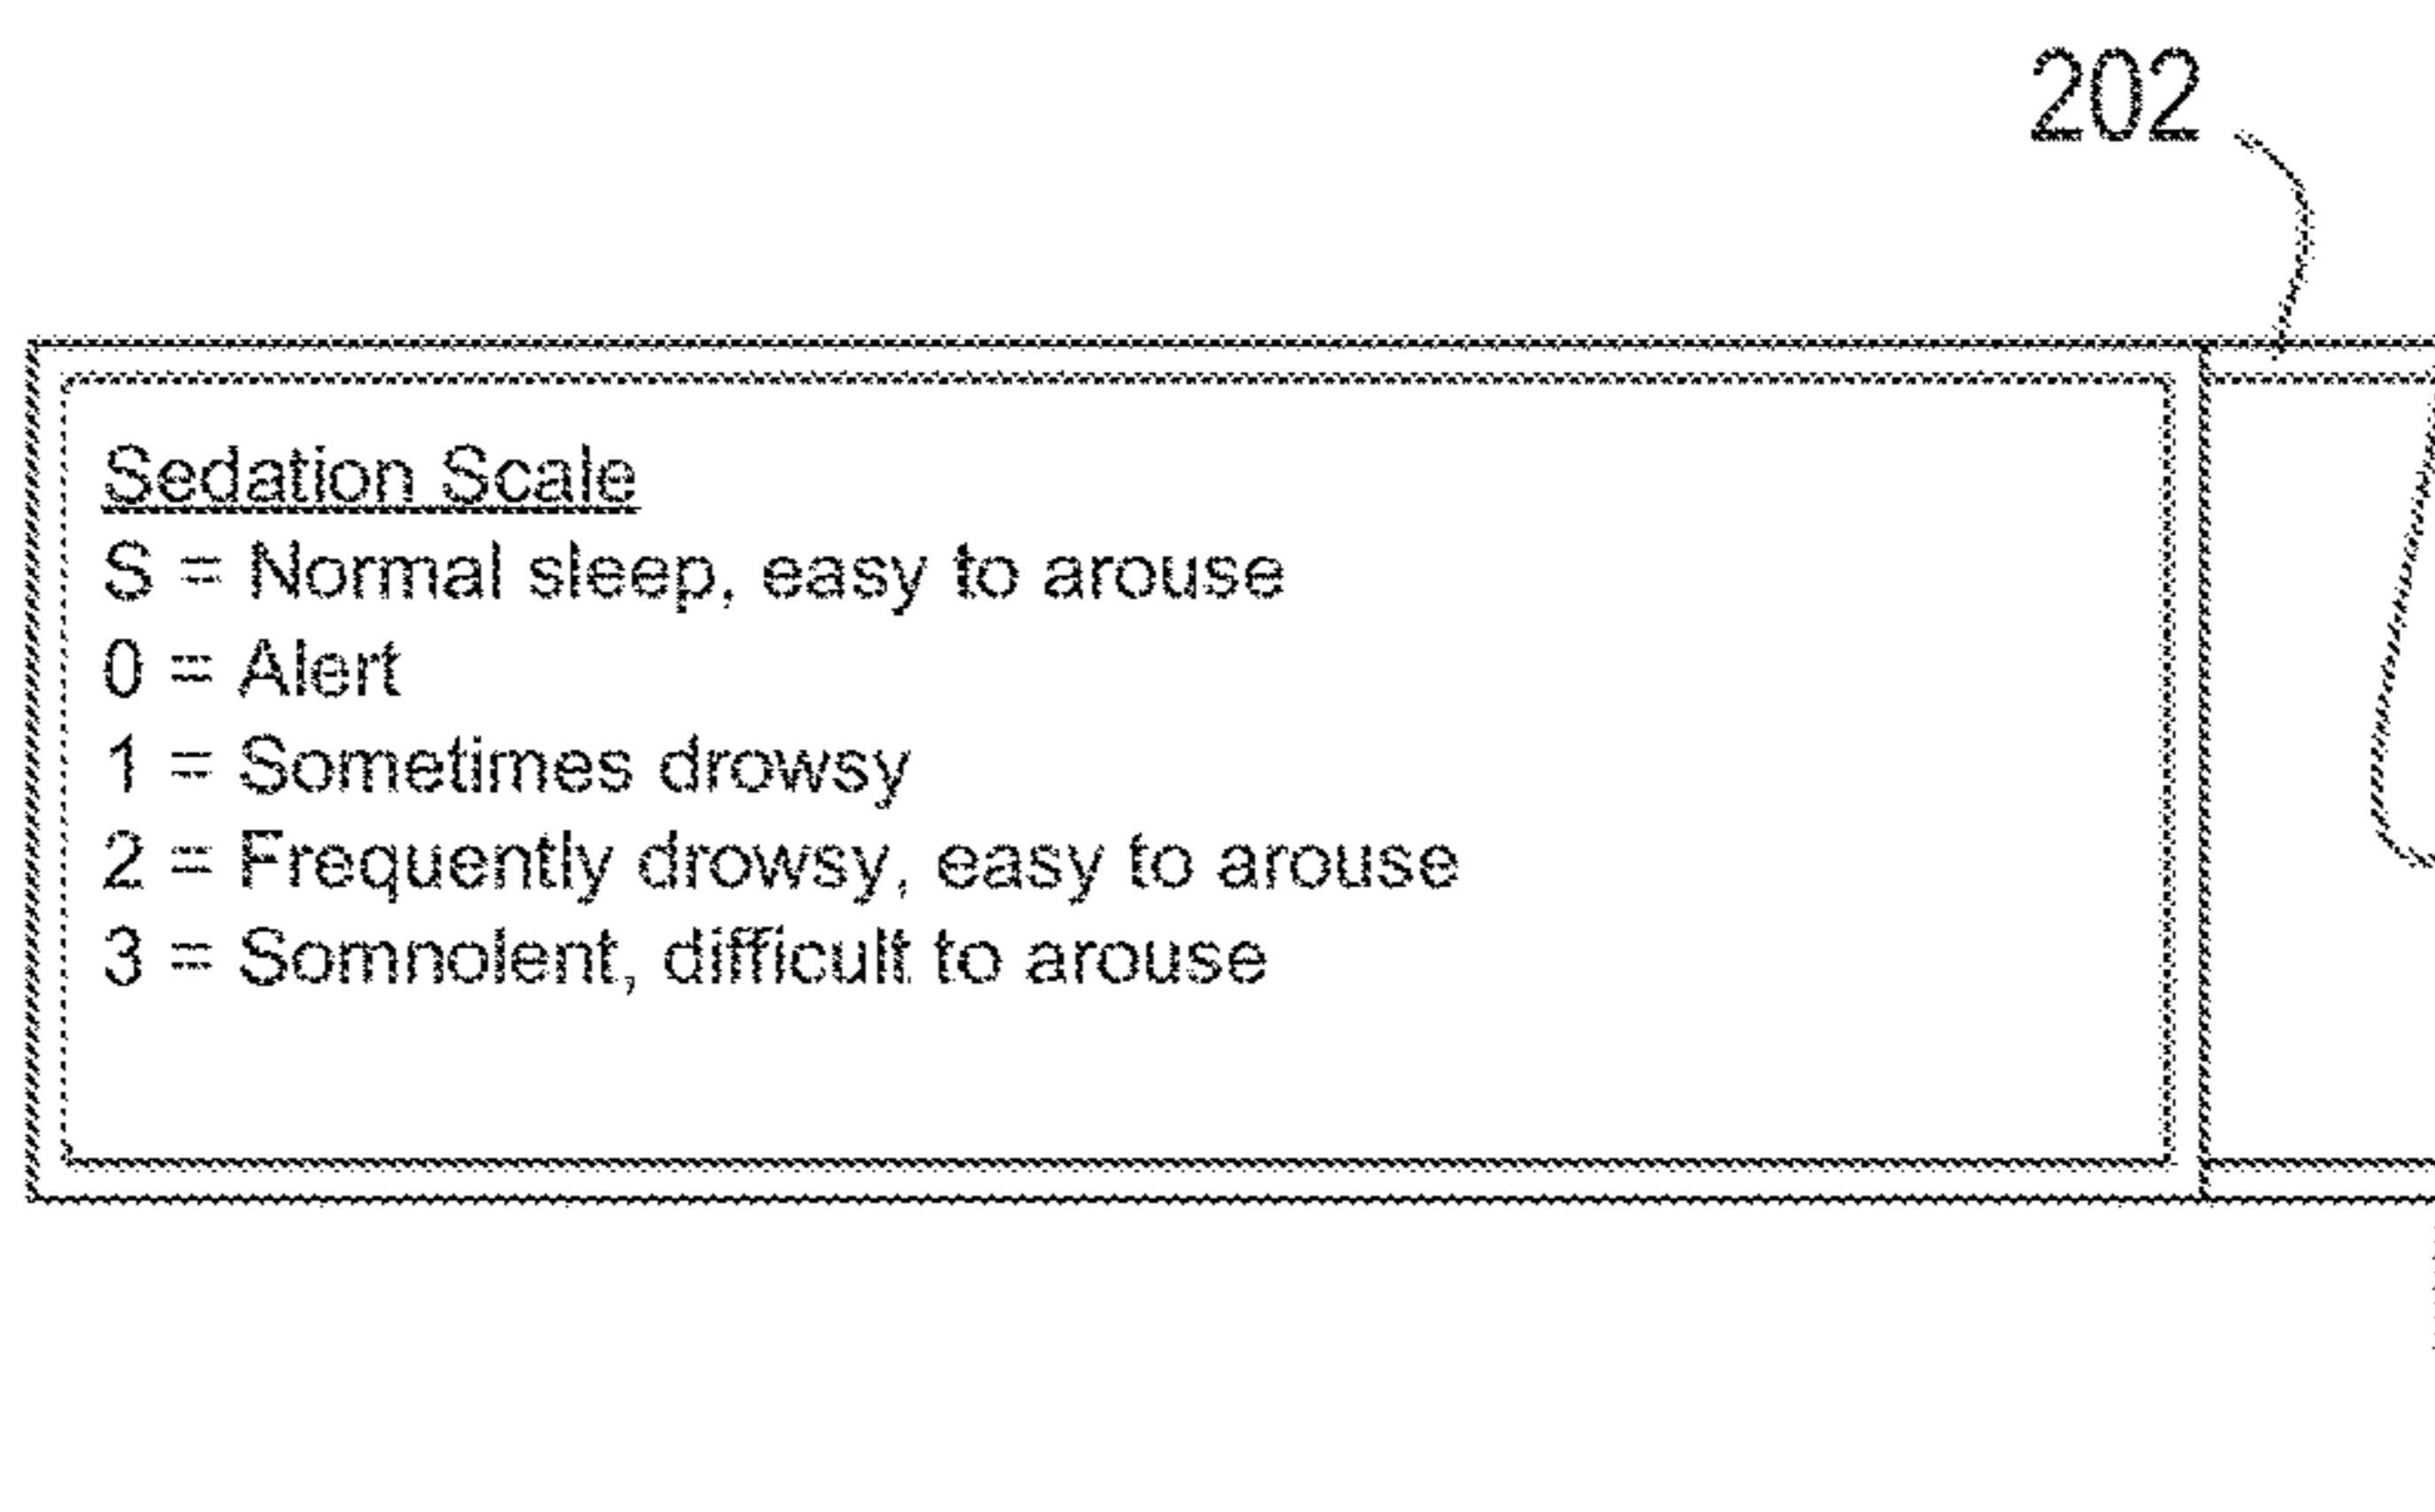 202
Sedation Scale
S = Normal sleep, easy to arouse
0 = Alert
1 = Sometimes drowsy
2 = Frequently drowsy, easy to arouse
3 = Somnolent, difficult to arouse